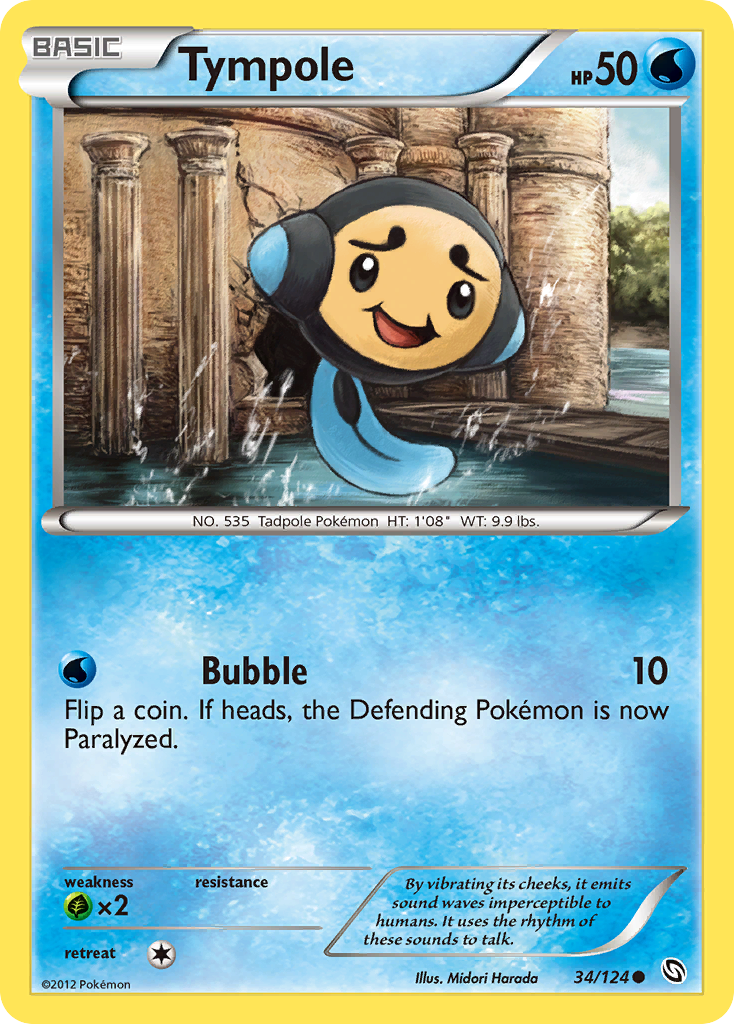 BASIC
Tympole
HP 50
NO. 535 Tadpole Pokémon HT: 1'08" WT: 9.9 lbs.
Bubble 10
Flip a coin. If heads, the Defending Pokémon is now
Paralyzed.
weakness resistance
×2
retreat
By vibrating its cheeks, it emits
sound waves imperceptible to
humans. It uses the rhythm of
these sounds to talk.
©2012 Pokémon
Illus. Midori Harada
34/124